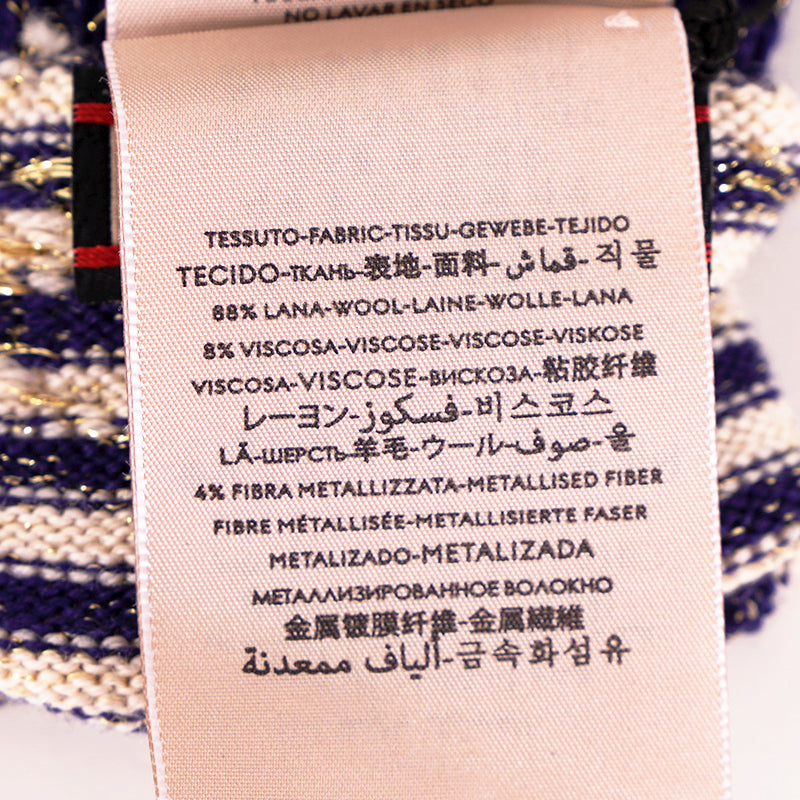 NO LAVAR EN SECO
TESSUTO-FABRIC-TISSU-GEWEBE-TEJIDO
TECIDO-ТКАНЬ-表地-面料-قماش-직물
88% LANA-WOOL-LAINE-WOLLE-LANA
8% VISCOSA-VISCOSE-VISCOSE-VISKOSE
VISCOSA-VISCOSE-ВИСКОЗА-粘胶纤维
レーヨン-فسكوز-비스코스
LÃ-ШЕРСТЬ-羊毛-ウール-صوف-울
4% FIBRA METALLIZZATA-METALLISED FIBER
FIBRE MÉTALLISÉE-METALLISIERTE FASER
METALIZADO-METALIZADA
МЕТАЛЛИЗИРОВАННОЕ ВОЛОКНО
金属镀膜纤维-金属繊維
ألياف ممعدنة-금속화섬유